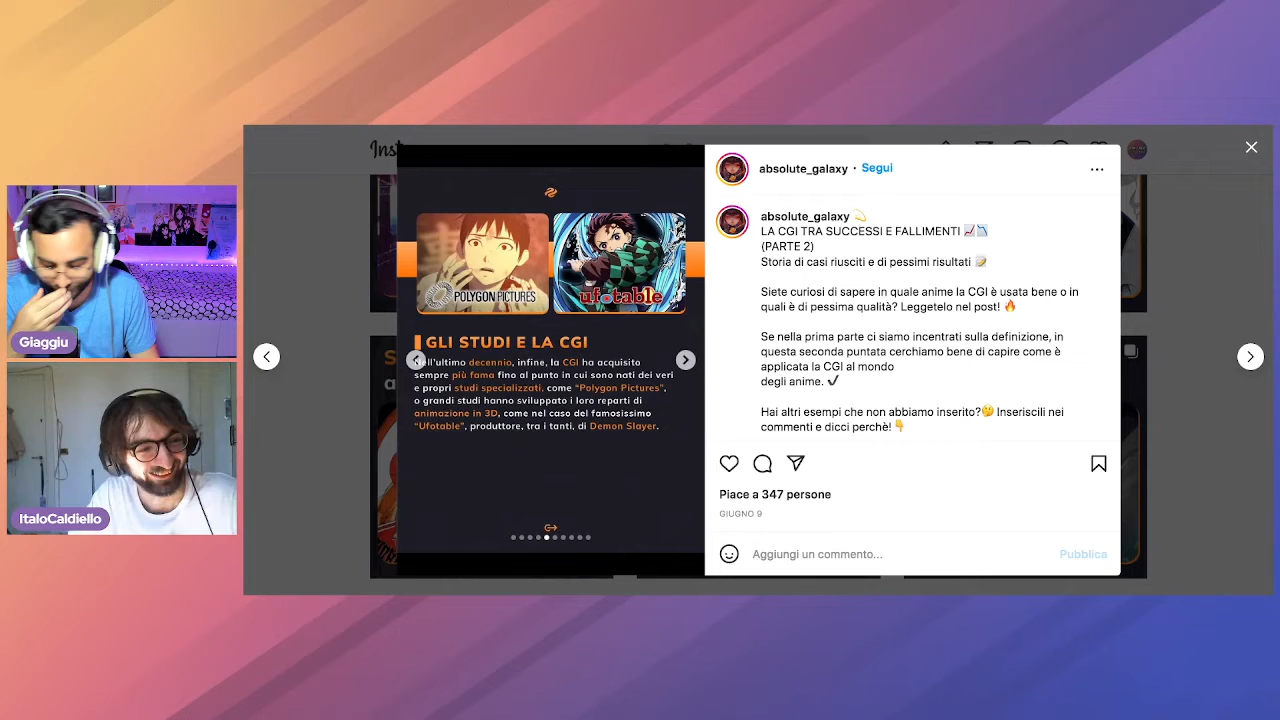 Giaggiu
ItaloCaldiello
Inst
POLYGON PICTURES
ufotable
GLI STUDI E LA CGI
Nell'ultimo decennio, infine, la CGI ha acquisito
sempre più fama fino al punto in cui sono nati dei veri
e propri studi specializzati, come “Polygon Pictures”,
o grandi studi hanno sviluppato i loro reparti di
animazione in 3D, come nel caso del famosissimo
“Ufotable”, produttore, tra i tanti, di Demon Slayer.
absolute_galaxy · Segui
absolute_galaxy 💫
LA CGI TRA SUCCESSI E FALLIMENTI 📈📉
(PARTE 2)
Storia di casi riusciti e di pessimi risultati 📝
Siete curiosi di sapere in quale anime la CGI è usata bene o in
quali è di pessima qualità? Leggetelo nel post! 🔥
Se nella prima parte ci siamo incentrati sulla definizione, in
questa seconda puntata cerchiamo bene di capire come è
applicata la CGI al mondo
degli anime. ✔
Hai altri esempi che non abbiamo inserito?🤔 Inseriscili nei
commenti e dicci perchè! 👇
Piace a 347 persone
GIUGNO 9
Aggiungi un commento...
Pubblica